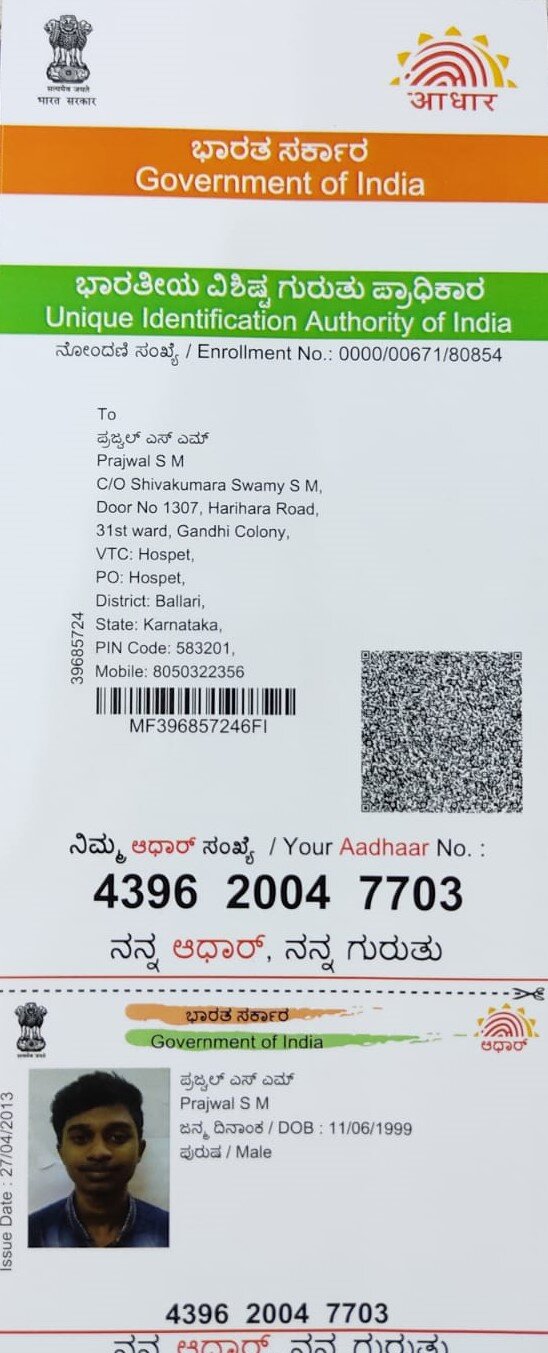 सत्यमेव जयते
भारत सरकार
आधार
ಭಾರತ ಸರ್ಕಾರ
Government of India
ಭಾರತೀಯ ವಿಶಿಷ್ಟ ಗುರುತು ಪ್ರಾಧಿಕಾರ
Unique Identification Authority of India
ನೋಂದಣಿ ಸಂಖ್ಯೆ / Enrollment No.: 0000/00671/80854
To
ಪ್ರಜ್ವಲ್ ಎಸ್ ಎಮ್
Prajwal S M
C/O Shivakumara Swamy S M,
Door No 1307, Harihara Road,
31st ward, Gandhi Colony,
VTC: Hospet,
PO: Hospet,
District: Ballari,
State: Karnataka,
PIN Code: 583201,
Mobile: 8050322356
39685724
MF396857246FI
ನಿಮ್ಮ ಆಧಾರ್ ಸಂಖ್ಯೆ / Your Aadhaar No. :
4396 2004 7703
ನನ್ನ ಆಧಾರ್, ನನ್ನ ಗುರುತು
ಭಾರತ ಸರ್ಕಾರ
Government of India
ಆಧಾರ್
Issue Date : 27/04/2013
ಪ್ರಜ್ವಲ್ ಎಸ್ ಎಮ್
Prajwal S M
ಜನ್ಮ ದಿನಾಂಕ / DOB : 11/06/1999
ಪುರುಷ / Male
4396 2004 7703
ನನ್ನ ಆಧಾರ್, ನನ್ನ ಗುರುತು